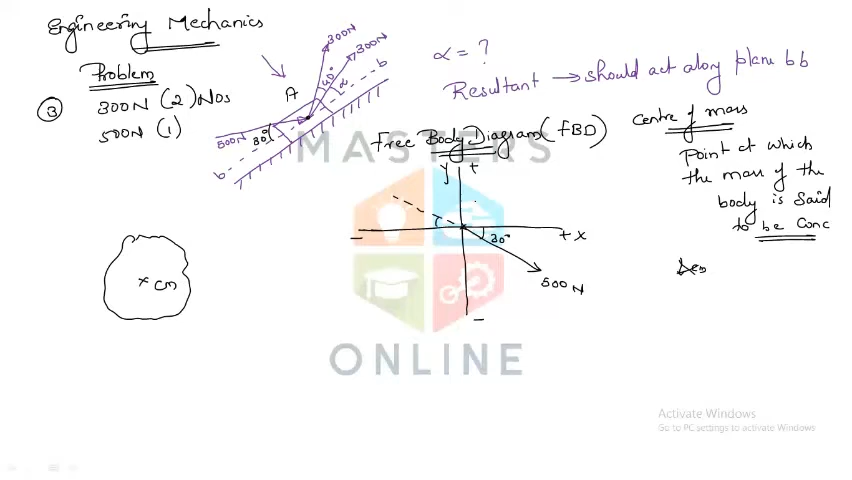 Engineering Mechanics
Problem
③ 300N (2) Nos
500N (1)
300N
300N
40°
α
b
A
500N
30°
b
α = ?
Resultant → should act along plane bb
Free Body Diagram (FBD)
y +
- + x
30°
500N
-
Centre of mass
Point at which
the mass of the
body is said
to be conc
x cm
MASTERS
ONLINE
Activate Windows
Go to PC settings to activate Windows